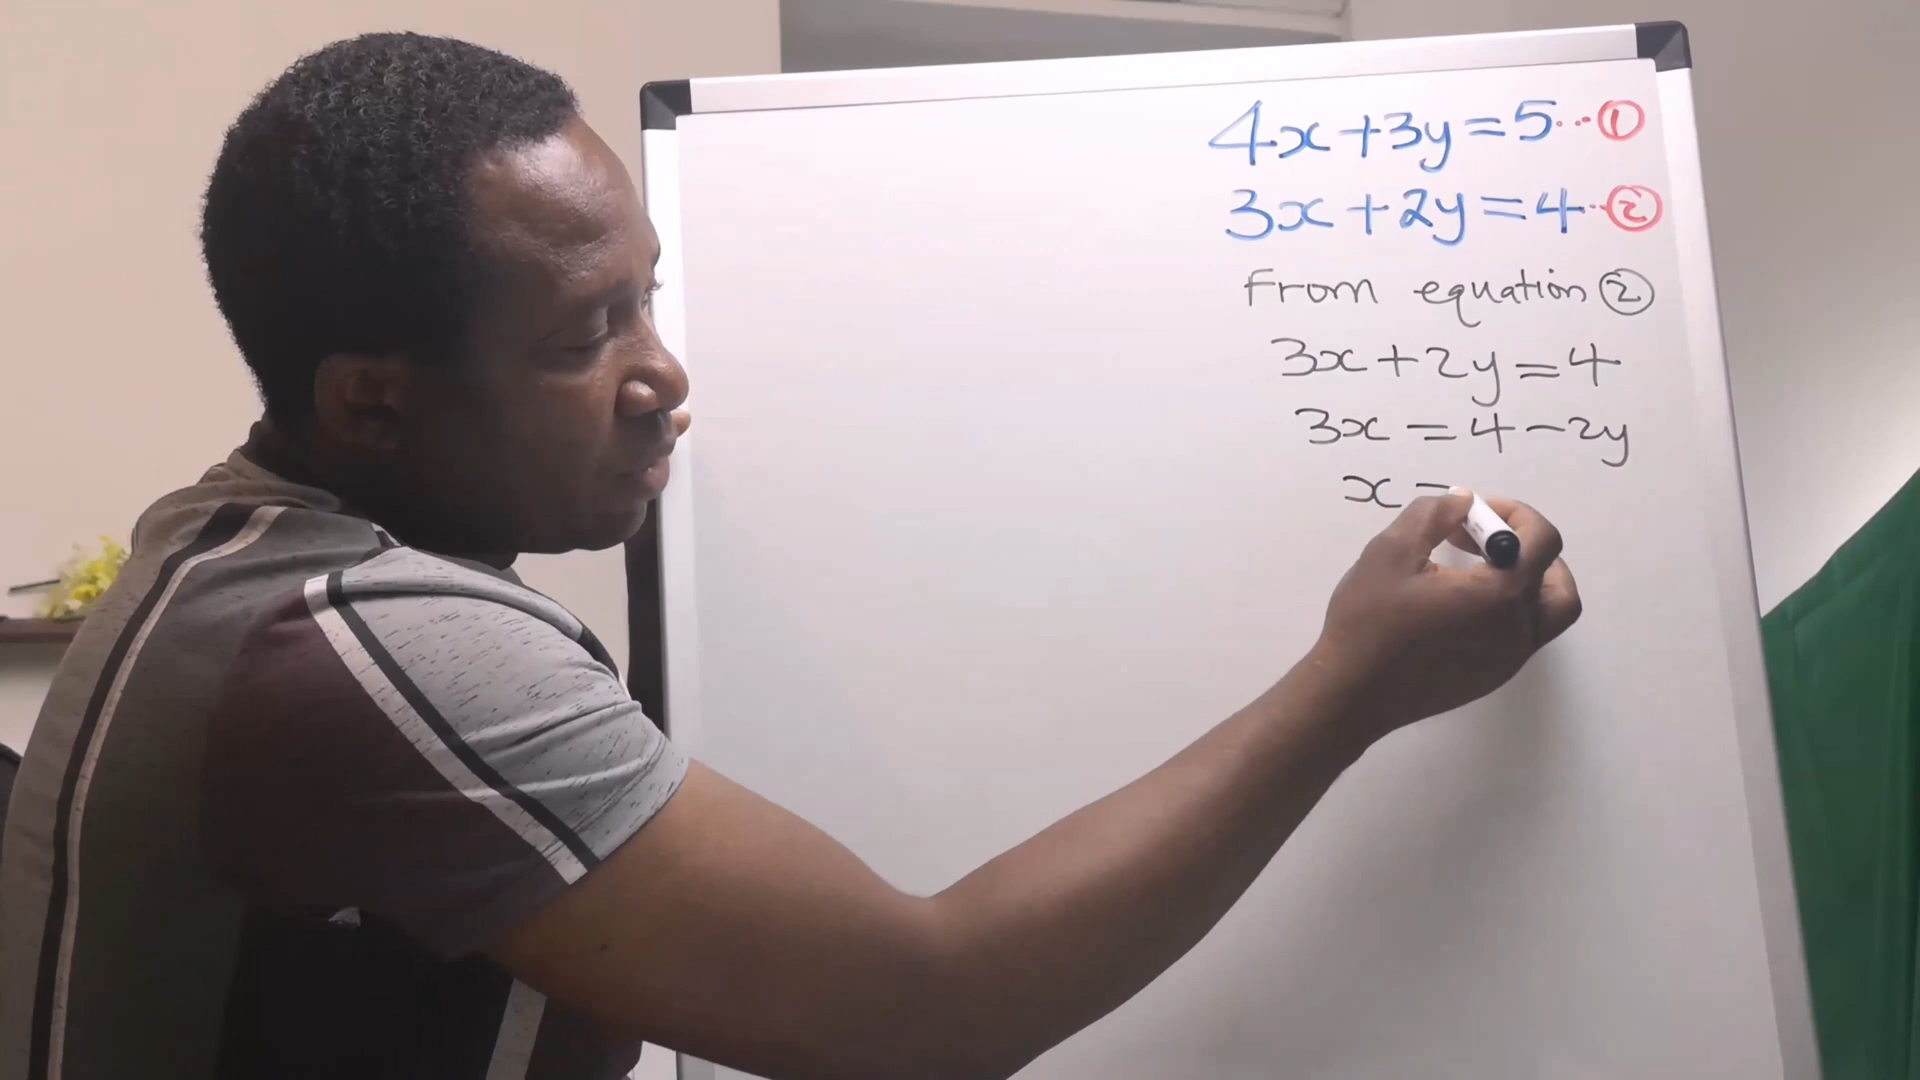 4x+3y=5...①
3x+2y=4...②
From equation ②
3x+2y=4
3x=4-2y
x=